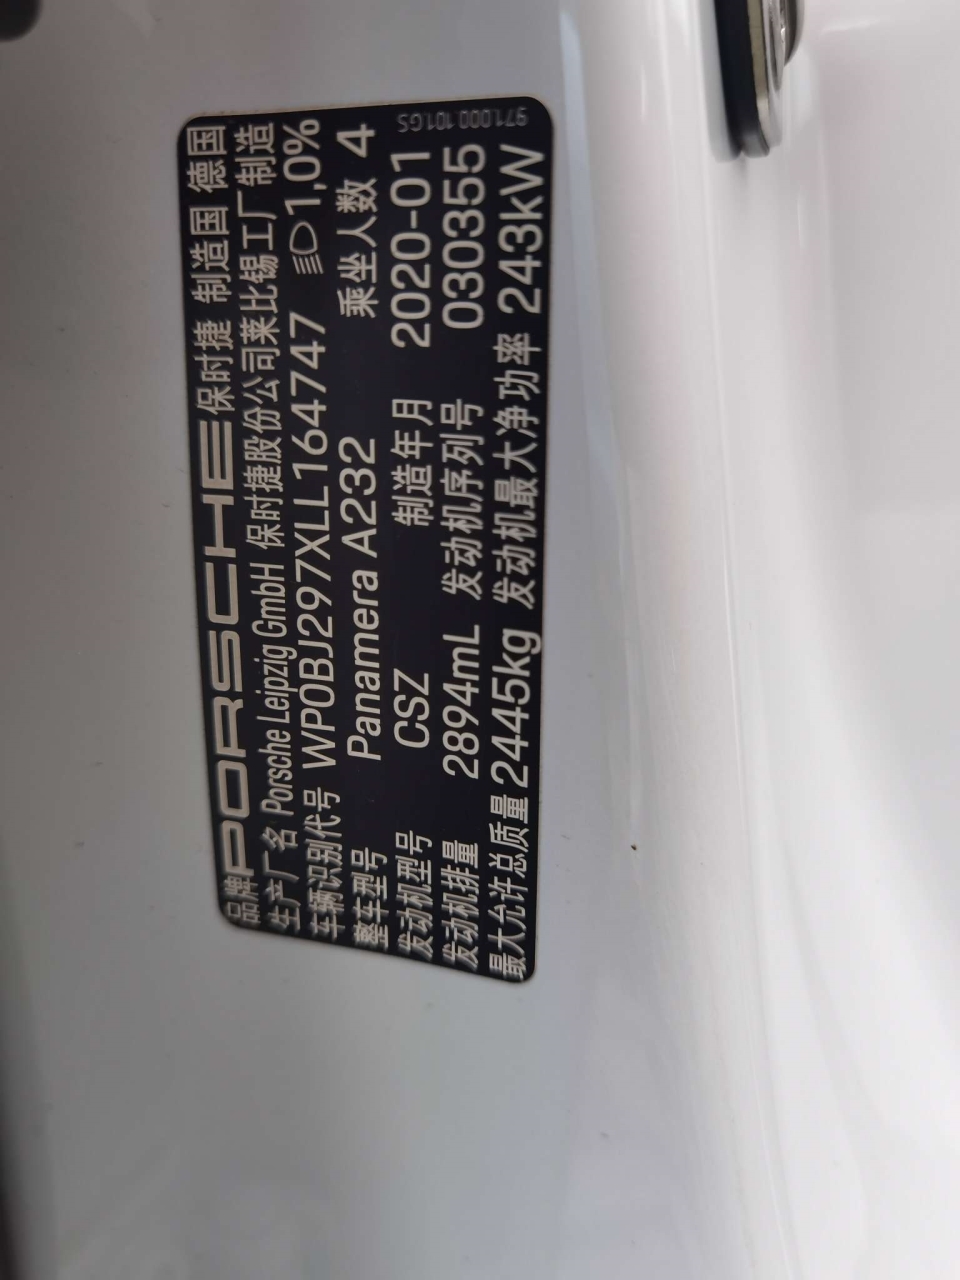 品牌 PORSCHE 保时捷 制造国 德国
生产厂名 Porsche Leipzig GmbH 保时捷股份公司莱比锡工厂制造
车辆识别代号 WP0BJ297XLL164747 1,0%
整车型号 Panamera A232 乘坐人数 4
发动机型号 CSZ 制造年月 2020-01
发动机排量 2894mL 发动机序列号 030355
最大允许总质量 2445kg 发动机最大净功率 243kW
971.000.101.GS